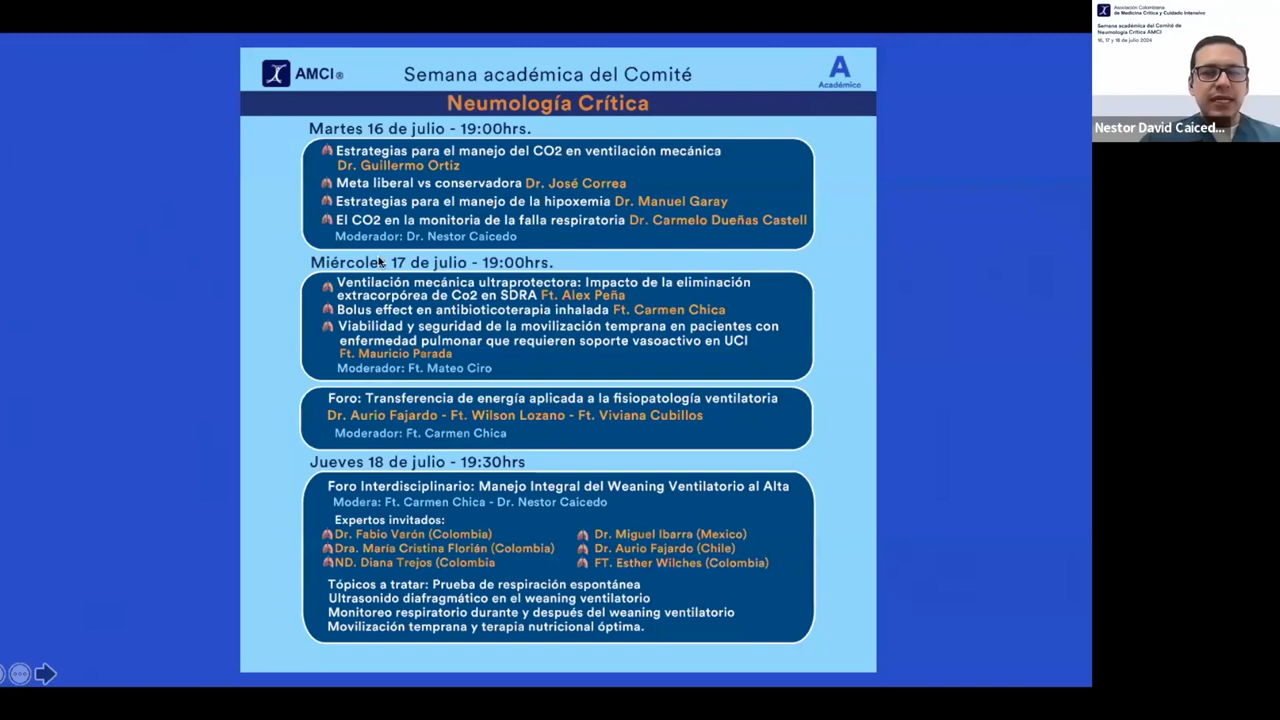 AMCI®
Semana académica del Comité
A
Académico
Neumología Crítica
Martes 16 de julio - 19:00hrs.
Estrategias para el manejo del CO2 en ventilación mecánica
Dr. Guillermo Ortiz
Meta liberal vs conservadora Dr. José Correa
Estrategias para el manejo de la hipoxemia Dr. Manuel Garay
El CO2 en la monitoria de la falla respiratoria Dr. Carmelo Dueñas Castell
Moderador: Dr. Nestor Caicedo
Miércoles 17 de julio - 19:00hrs.
Ventilación mecánica ultraprotectora: Impacto de la eliminación
extracorpórea de Co2 en SDRA Ft. Alex Peña
Bolus effect en antibioticoterapia inhalada Ft. Carmen Chica
Viabilidad y seguridad de la movilización temprana en pacientes con
enfermedad pulmonar que requieren soporte vasoactivo en UCI
Ft. Mauricio Parada
Moderador: Ft. Mateo Ciro
Foro: Transferencia de energía aplicada a la fisiopatología ventilatoria
Dr. Aurio Fajardo - Ft. Wilson Lozano - Ft. Viviana Cubillos
Moderador: Ft. Carmen Chica
Jueves 18 de julio - 19:30hrs
Foro Interdisciplinario: Manejo Integral del Weaning Ventilatorio al Alta
Modera: Ft. Carmen Chica - Dr. Nestor Caicedo
Expertos invitados:
Dr. Fabio Varón (Colombia)
Dr. Miguel Ibarra (Mexico)
Dra. María Cristina Florián (Colombia)
Dr. Aurio Fajardo (Chile)
ND. Diana Trejos (Colombia
FT. Esther Wilches (Colombia)
Tópicos a tratar: Prueba de respiración espontánea
Ultrasonido diafragmático en el weaning ventilatorio
Monitoreo respiratorio durante y después del weaning ventilatorio
Movilización temprana y terapia nutricional óptima.
Asociación Colombiana
de Medicina Crítica y Cuidado Intensivo
Semana académica del Comité de
Neumología Crítica AMCI
16, 17 y 18 de julio 2024
Nestor David Caiced...